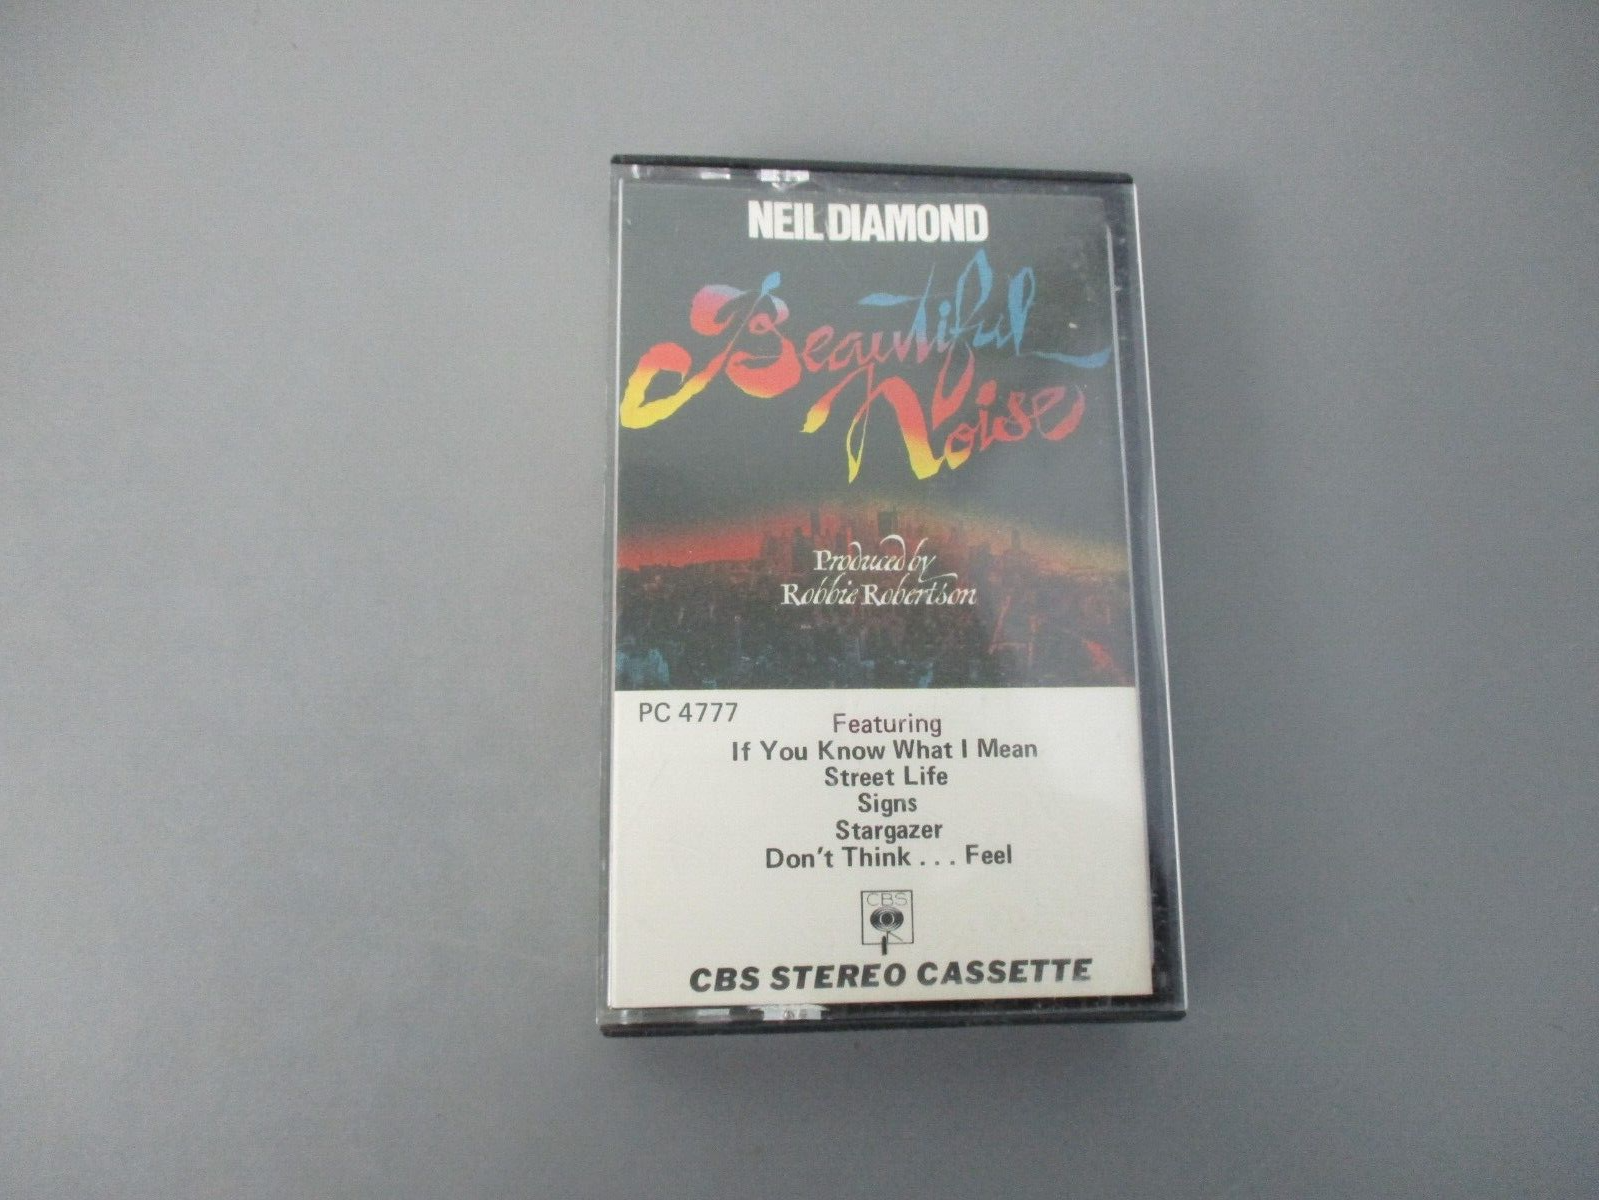 NEIL DIAMOND
Beautiful
Noise
Produced by
Robbie Robertson
PC 4777
Featuring
If You Know What I Mean
Street Life
Signs
Stargazer
Don't Think . . . Feel
CBS
CBS STEREO CASSETTE